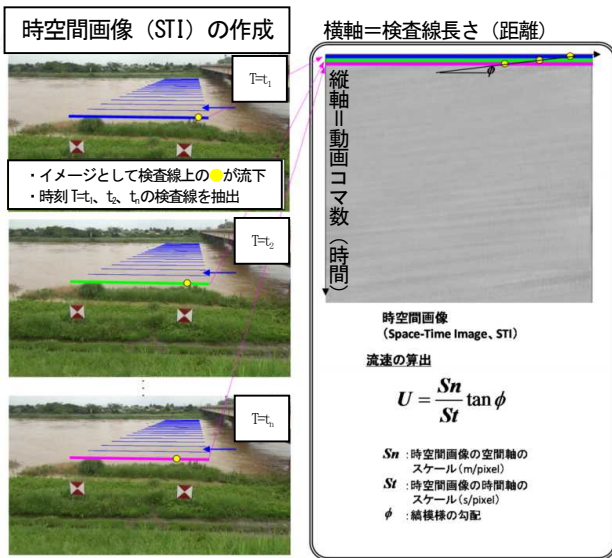 時空間画像（STI）の作成
T=t₁
・イメージとして検査線上の●が流下
・時刻T=t₁、t₂、tₙの検査線を抽出
T=t₂
⋮
T=tₙ
横軸＝検査線長さ（距離）
φ
縦軸＝動画コマ数（時間）
時空間画像
（Space-Time Image、STI）
流速の算出
U = Sn/St tan φ
Sn ：時空間画像の空間軸の
スケール（m/pixel）
St ：時空間画像の時間軸の
スケール（s/pixel）
φ ：縞模様の勾配